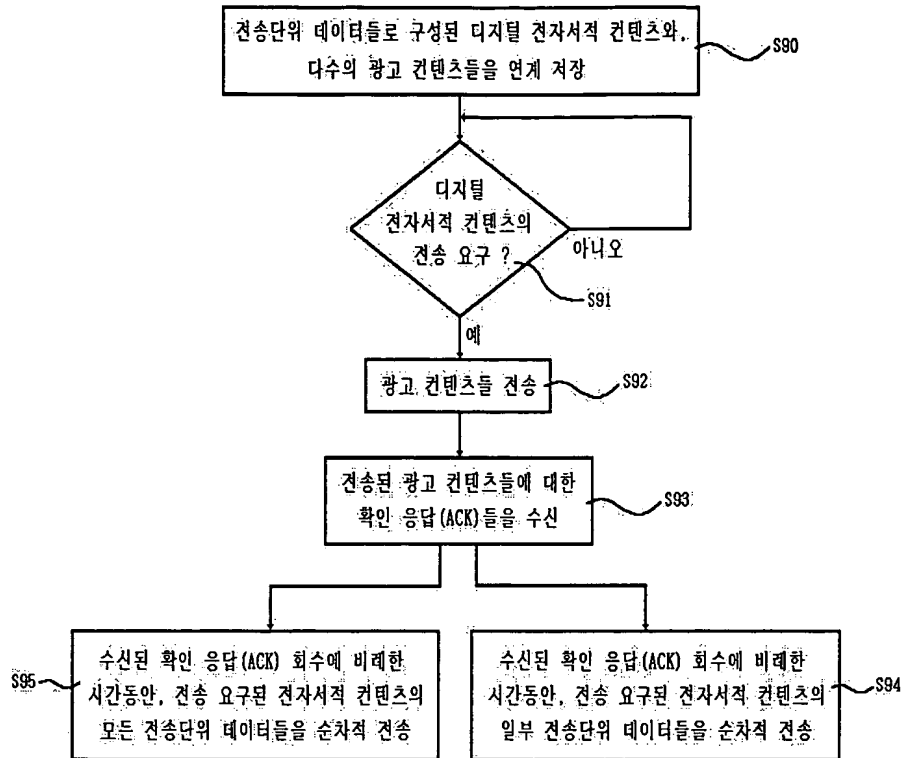 전송단위 데이터들로 구성된 디지털 전자서적 컨텐츠와,
다수의 광고 컨텐츠들을 연계 저장
S90
디지털
전자서적 컨텐츠의
전송 요구 ?
아니오
S91
예
광고 컨텐츠들 전송
S92
전송된 광고 컨텐츠들에 대한
확인 응답(ACK)들을 수신
S93
S95
수신된 확인 응답(ACK) 회수에 비례한
시간동안, 전송 요구된 전자서적 컨텐츠의
모든 전송단위 데이터들을 순차적 전송
수신된 확인 응답(ACK) 회수에 비례한
시간동안, 전송 요구된 전자서적 컨텐츠의
일부 전송단위 데이터들을 순차적 전송
S94